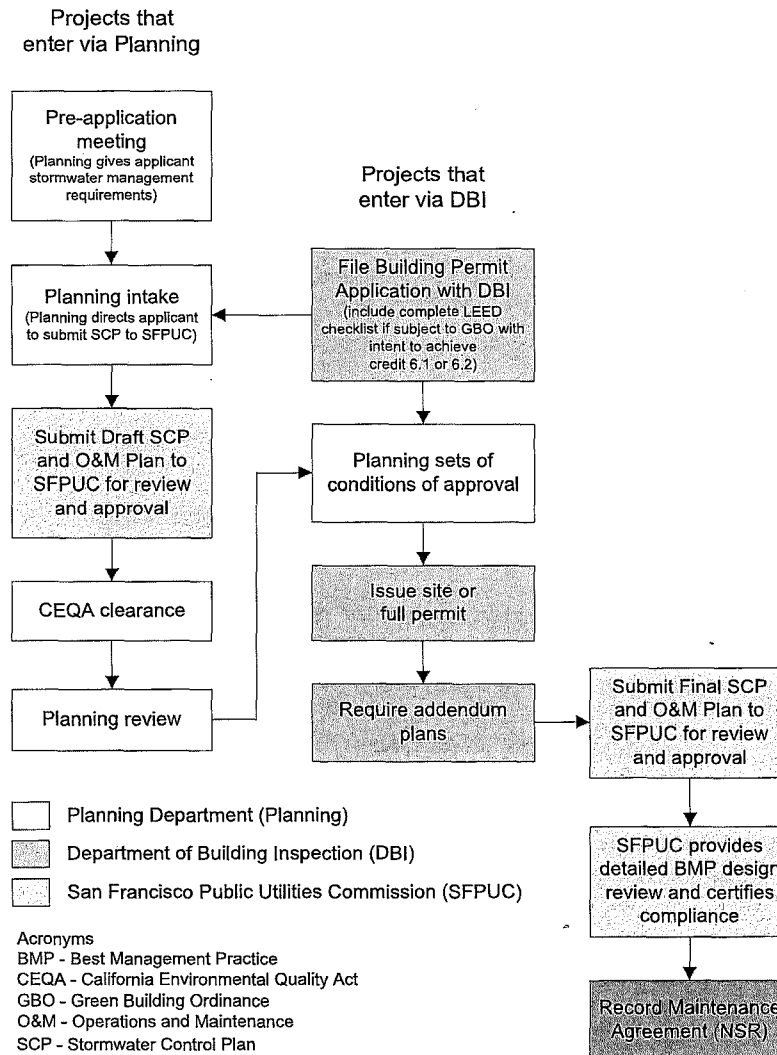 Projects that
enter via Planning
Pre-application
meeting
(Planning gives applicant
stormwater management
requirements)
Planning intake
(Planning directs applicant
to submit SCP to SFPUC)
Submit Draft SCP
and O&M Plan to
SFPUC for review
and approval
CEQA clearance
Planning review
Projects that
enter via DBI
File Building Permit
Application with DBI
(include complete LEED
checklist if subject to GBO with
intent to achieve
credit 6.1 or 6.2)
Planning sets of
conditions of approval
Issue site or
full permit
Require addendum
plans
Submit Final SCP
and O&M Plan to
SFPUC for review
and approval
SFPUC provides
detailed BMP design
review and certifies
compliance
Record Maintenance
Agreement (NSR)
Planning Department (Planning)
Department of Building Inspection (DBI)
San Francisco Public Utilities Commission (SFPUC)
Acronyms
BMP - Best Management Practice
CEQA - California Environmental Quality Act
GBO - Green Building Ordinance
O&M - Operations and Maintenance
SCP - Stormwater Control Plan